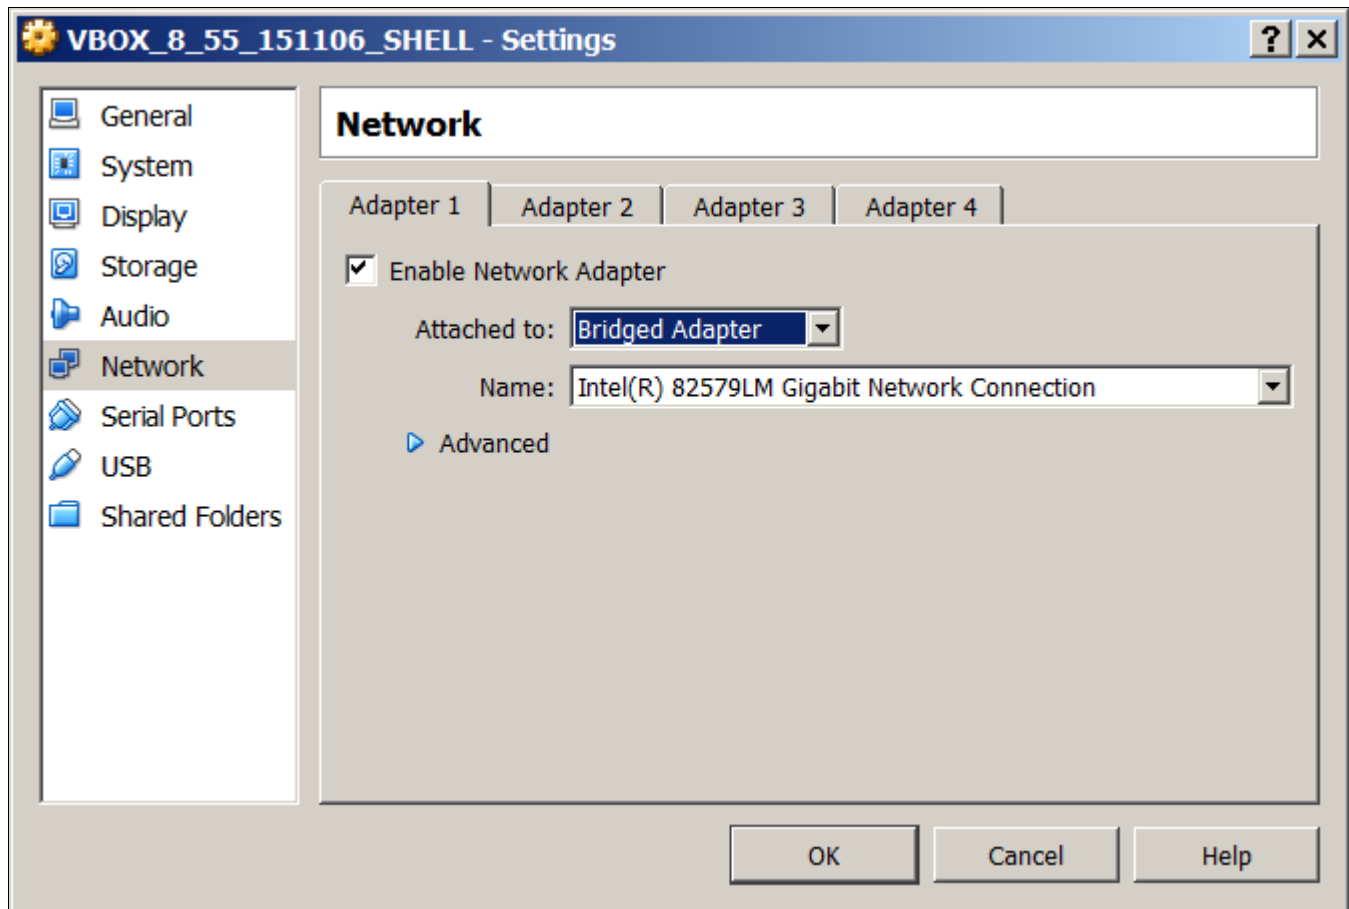 VBOX_8_55_151106_SHELL - Settings
General
System
Display
Storage
Audio
Network
Serial Ports
USB
Shared Folders
Network
Adapter 1 Adapter 2 Adapter 3 Adapter 4
Enable Network Adapter
Attached to: Bridged Adapter
Name: Intel(R) 82579LM Gigabit Network Connection
Advanced
OK Cancel Help